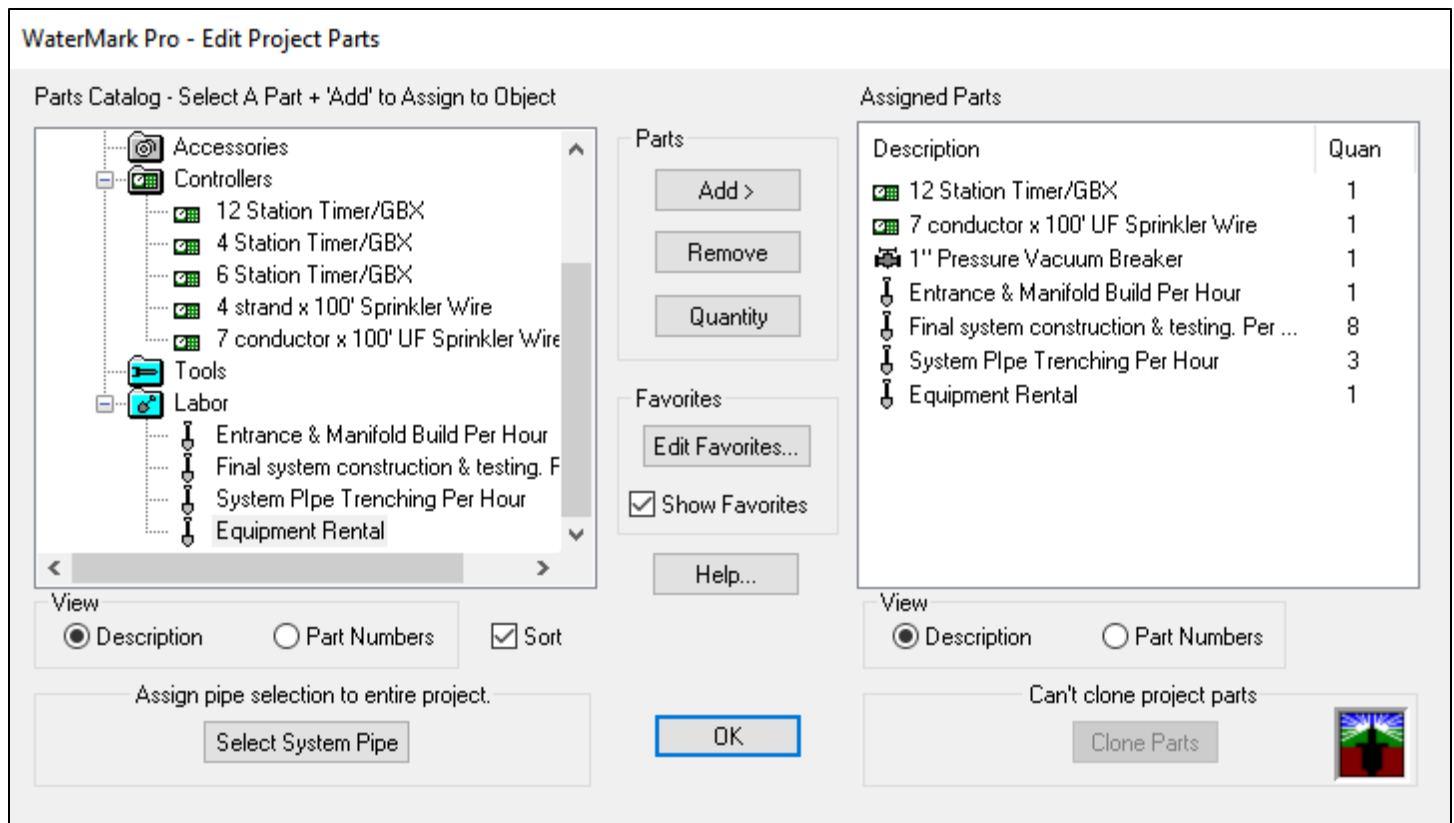 WaterMark Pro - Edit Project Parts
Parts Catalog - Select A Part + 'Add' to Assign to Object
Accessories
Controllers
12 Station Timer/GBX
4 Station Timer/GBX
6 Station Timer/GBX
4 strand x 100' Sprinkler Wire
7 conductor x 100' UF Sprinkler Wire
Tools
Labor
Entrance & Manifold Build Per Hour
Final system construction & testing. P
System PIpe Trenching Per Hour
Equipment Rental
View
Description Part Numbers Sort
Assign pipe selection to entire project.
Select System Pipe
Parts
Add >
Remove
Quantity
Favorites
Edit Favorites...
Show Favorites
Help...
OK
Assigned Parts
Description Quan
12 Station Timer/GBX 1
7 conductor x 100' UF Sprinkler Wire 1
1" Pressure Vacuum Breaker 1
Entrance & Manifold Build Per Hour 1
Final system construction & testing. Per ... 8
System PIpe Trenching Per Hour 3
Equipment Rental 1
View
Description Part Numbers
Can't clone project parts
Clone Parts